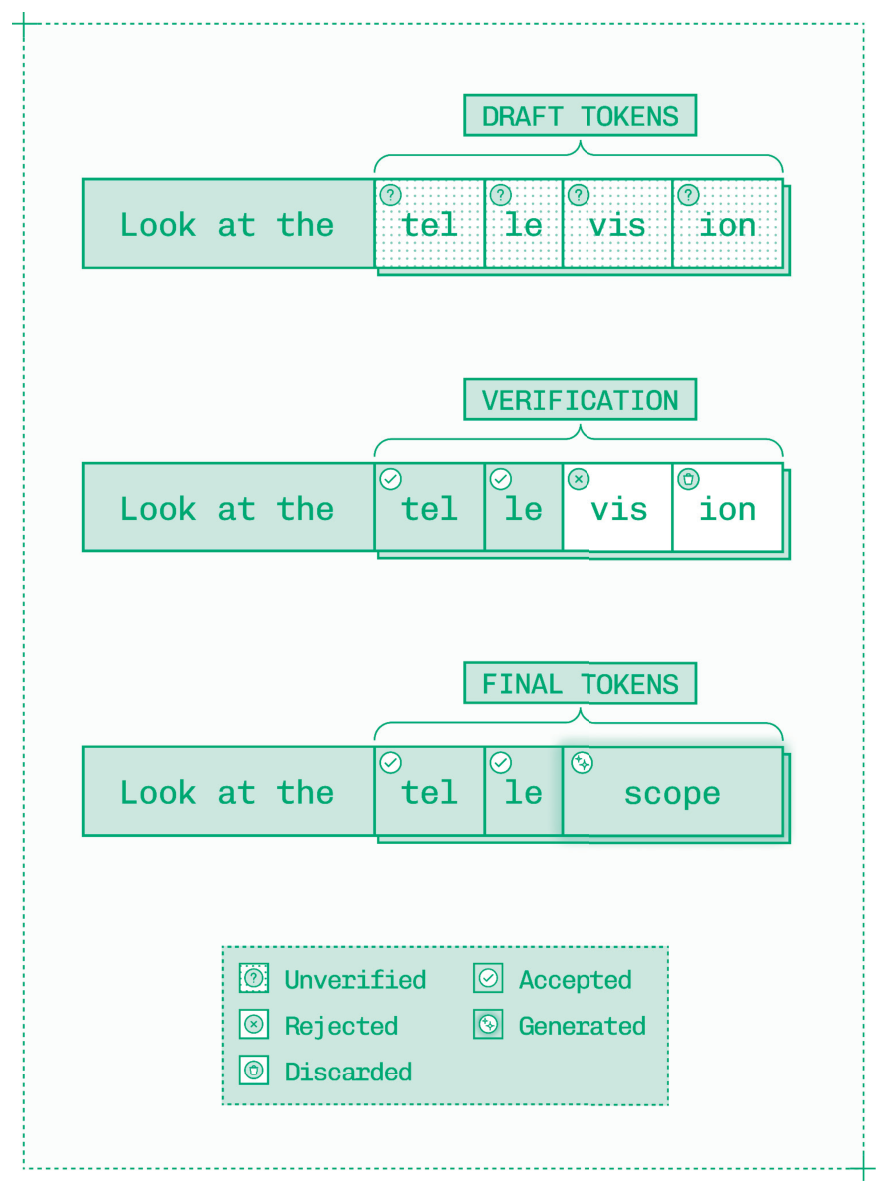 DRAFT TOKENS
Look at the tel le vis ion
VERIFICATION
Look at the tel le vis ion
FINAL TOKENS
Look at the tel le scope
Unverified Accepted
Rejected Generated
Discarded